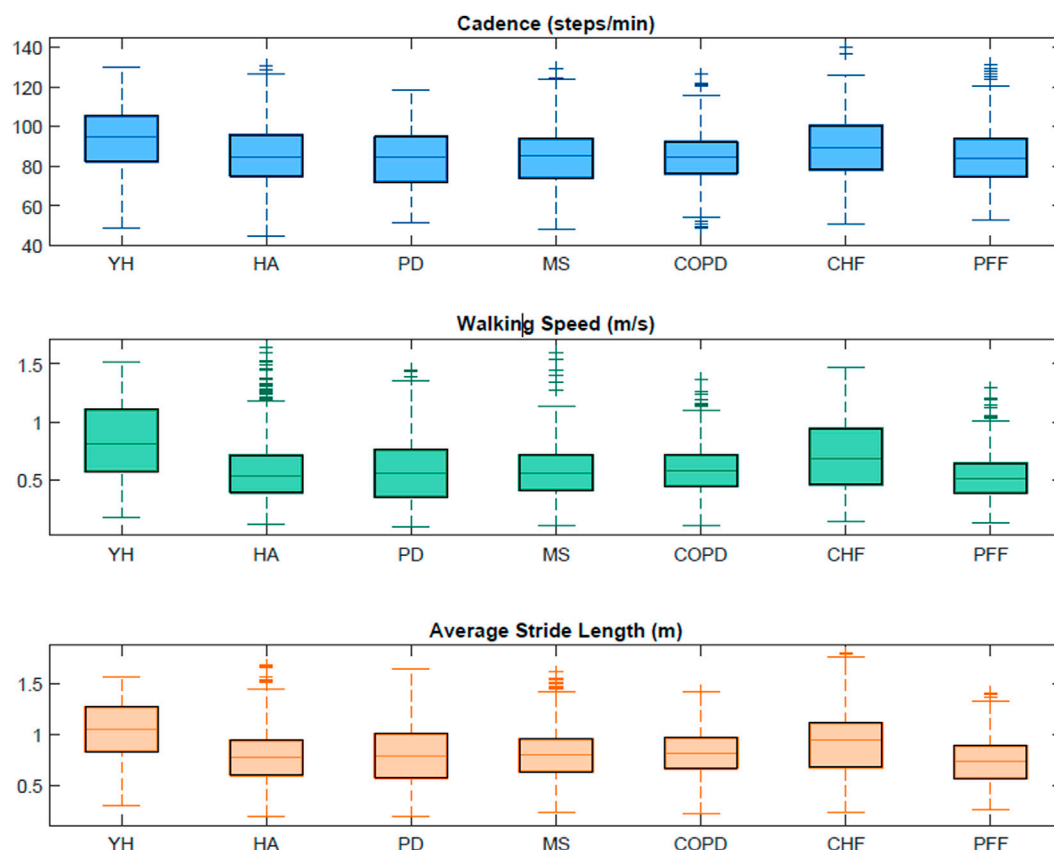 Cadence (steps/min)
140
120
100
80
60
40
YH HA PD MS COPD CHF PFF
Walking Speed (m/s)
1.5
1
0.5
YH HA PD MS COPD CHF PFF
Average Stride Length (m)
1.5
1
0.5
YH HA PD MS COPD CHF PFF